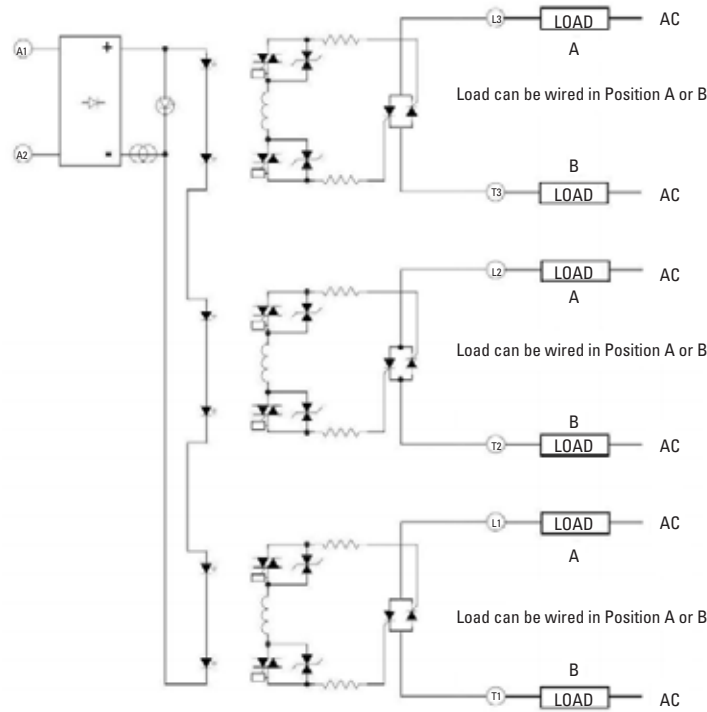 L3 LOAD AC
A1
A
+
Load can be wired in Position A or B
A2
-
B
T3 LOAD AC
L2 LOAD AC
A
Load can be wired in Position A or B
B
T2 LOAD AC
L1 LOAD AC
A
Load can be wired in Position A or B
B
T1 LOAD AC